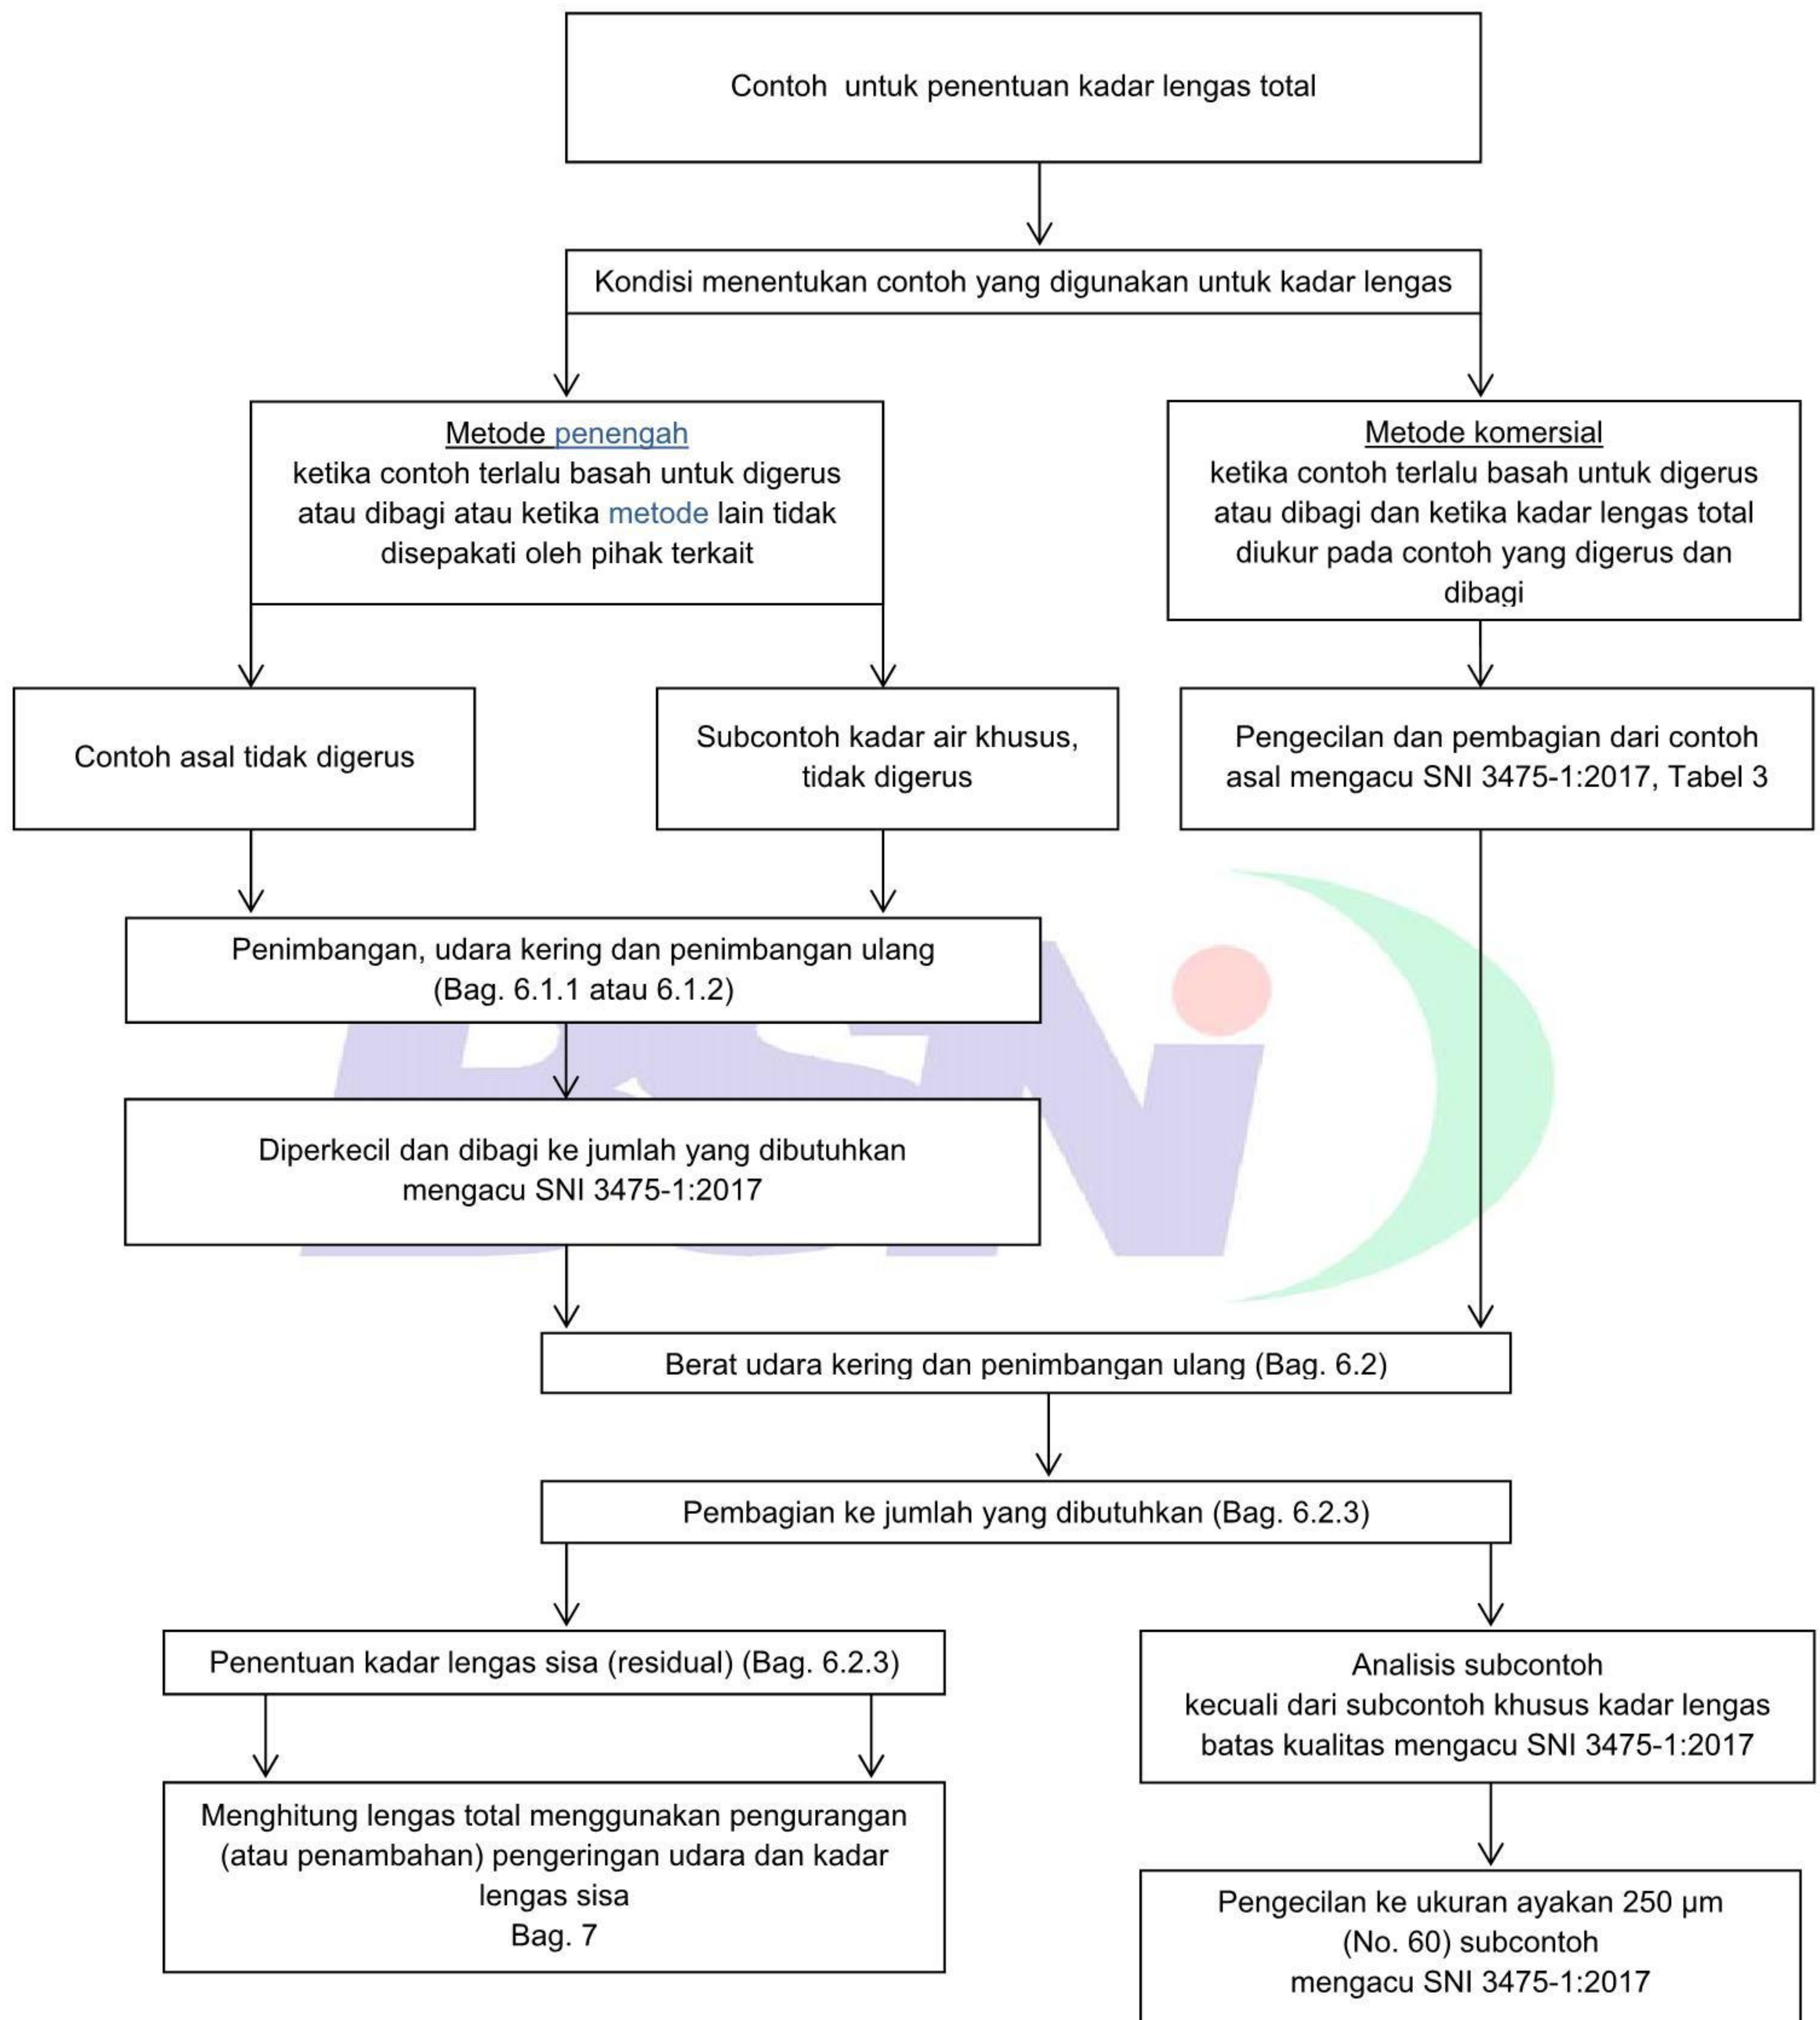 Contoh untuk penentuan kadar lengas total
Kondisi menentukan contoh yang digunakan untuk kadar lengas
Metode penengah
ketika contoh terlalu basah untuk digerus
atau dibagi atau ketika metode lain tidak
disepakati oleh pihak terkait
Metode komersial
ketika contoh terlalu basah untuk digerus
atau dibagi dan ketika kadar lengas total
diukur pada contoh yang digerus dan
dibagi
Contoh asal tidak digerus
Subcontoh kadar air khusus,
tidak digerus
Pengecilan dan pembagian dari contoh
asal mengacu SNI 3475-1:2017, Tabel 3
Penimbangan, udara kering dan penimbangan ulang
(Bag. 6.1.1 atau 6.1.2)
Diperkecil dan dibagi ke jumlah yang dibutuhkan
mengacu SNI 3475-1:2017
BSN
Berat udara kering dan penimbangan ulang (Bag. 6.2)
Pembagian ke jumlah yang dibutuhkan (Bag. 6.2.3)
Penentuan kadar lengas sisa (residual) (Bag. 6.2.3)
Analisis subcontoh
kecuali dari subcontoh khusus kadar lengas
batas kualitas mengacu SNI 3475-1:2017
Menghitung lengas total menggunakan pengurangan
(atau penambahan) pengeringan udara dan kadar
lengas sisa
Bag. 7
Pengecilan ke ukuran ayakan 250 µm
(No. 60) subcontoh
mengacu SNI 3475-1:2017